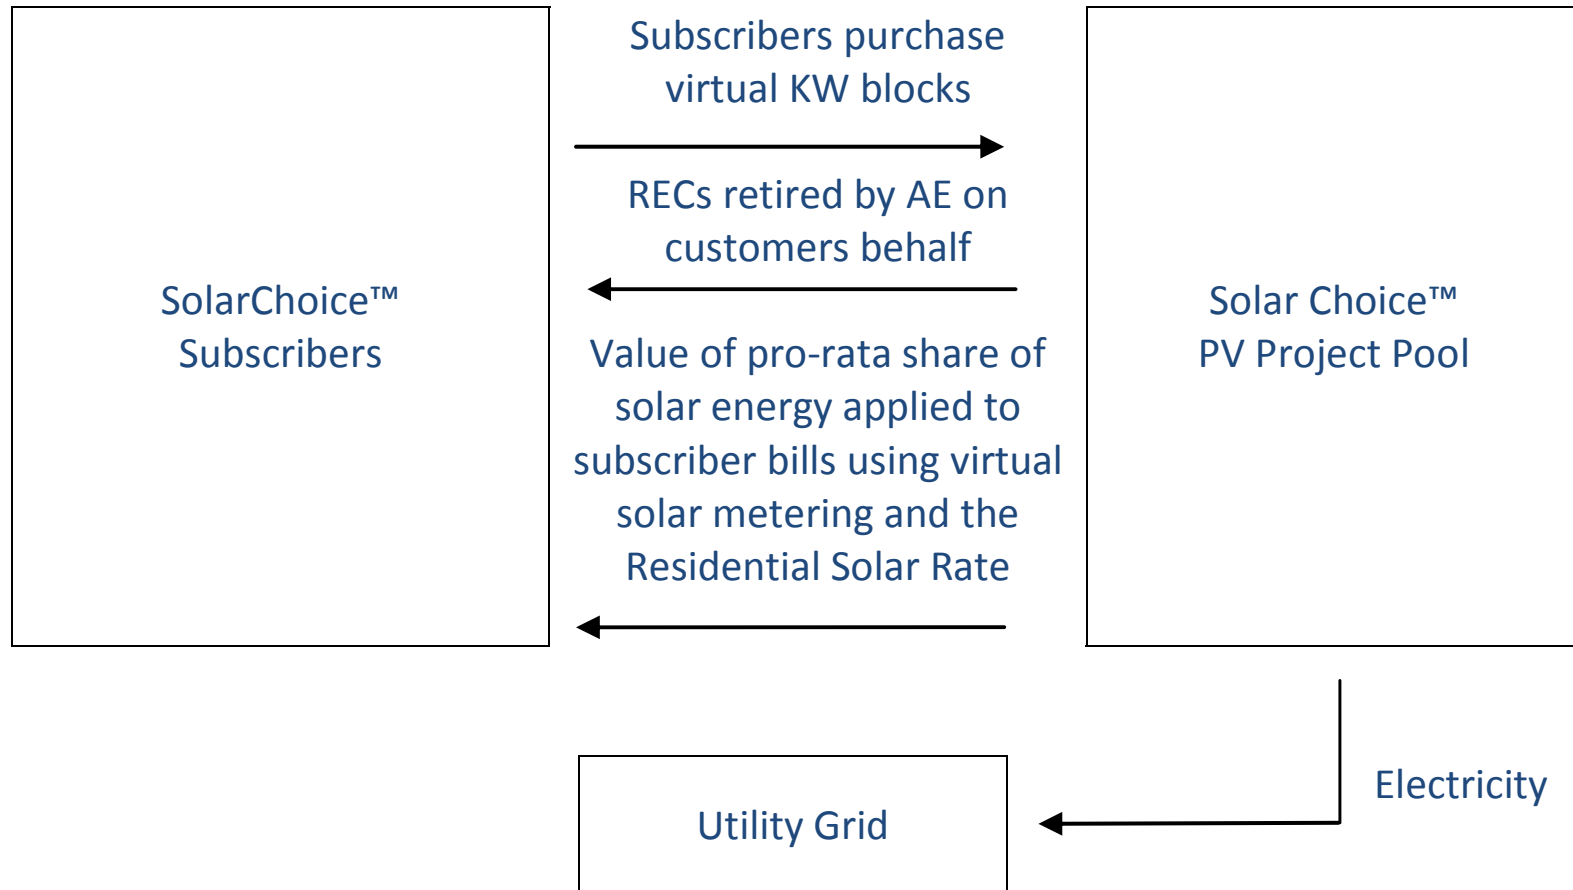 Subscribers purchase
virtual KW blocks
RECs retired by AE on
customers behalf
SolarChoice™
Subscribers
Value of pro-rata share of
solar energy applied to
subscriber bills using virtual
solar metering and the
Residential Solar Rate
Solar Choice™
PV Project Pool
Electricity
Utility Grid